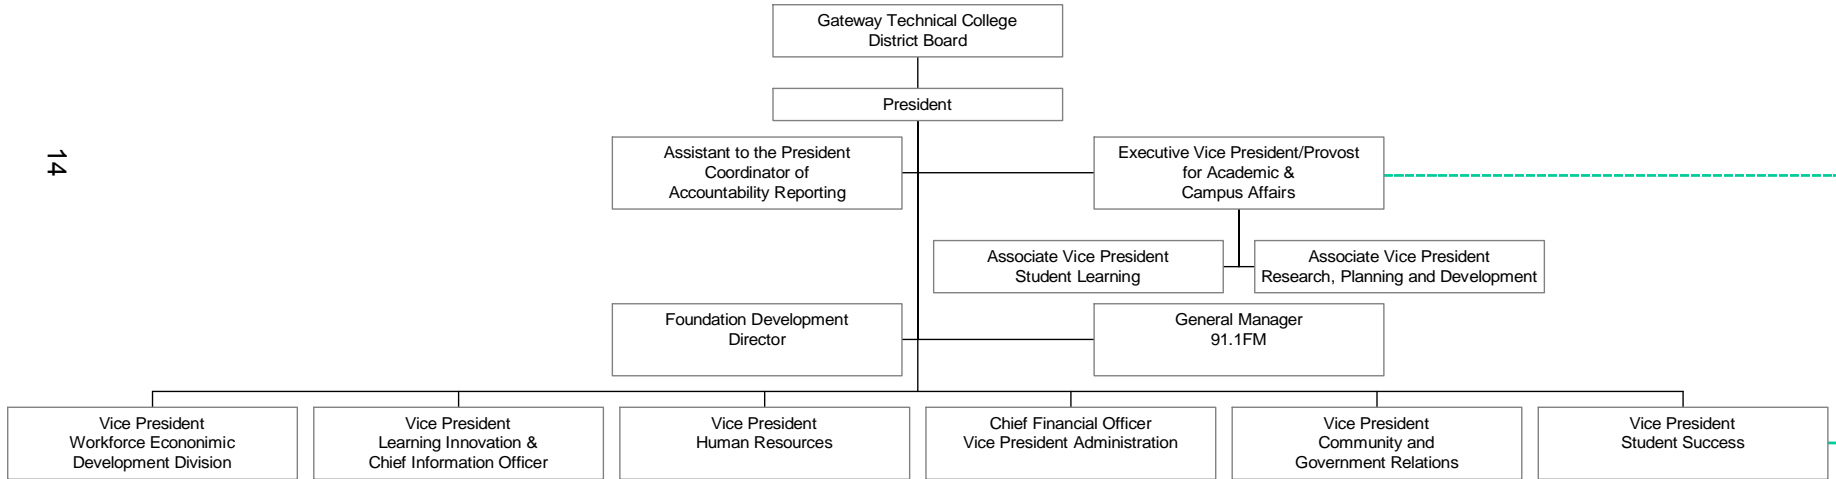 Gateway Technical College
District Board
President
14
Assistant to the President
Coordinator of
Accountability Reporting
Executive Vice President/Provost
for Academic &
Campus Affairs
Associate Vice President
Student Learning
Associate Vice President
Research, Planning and Development
Foundation Development
Director
General Manager
91.1FM
Vice President
Workforce Econoimic
Development Division
Vice President
Learning Innovation &
Chief Information Officer
Vice President
Human Resources
Chief Financial Officer
Vice President Administration
Vice President
Community and
Government Relations
Vice President
Student Success